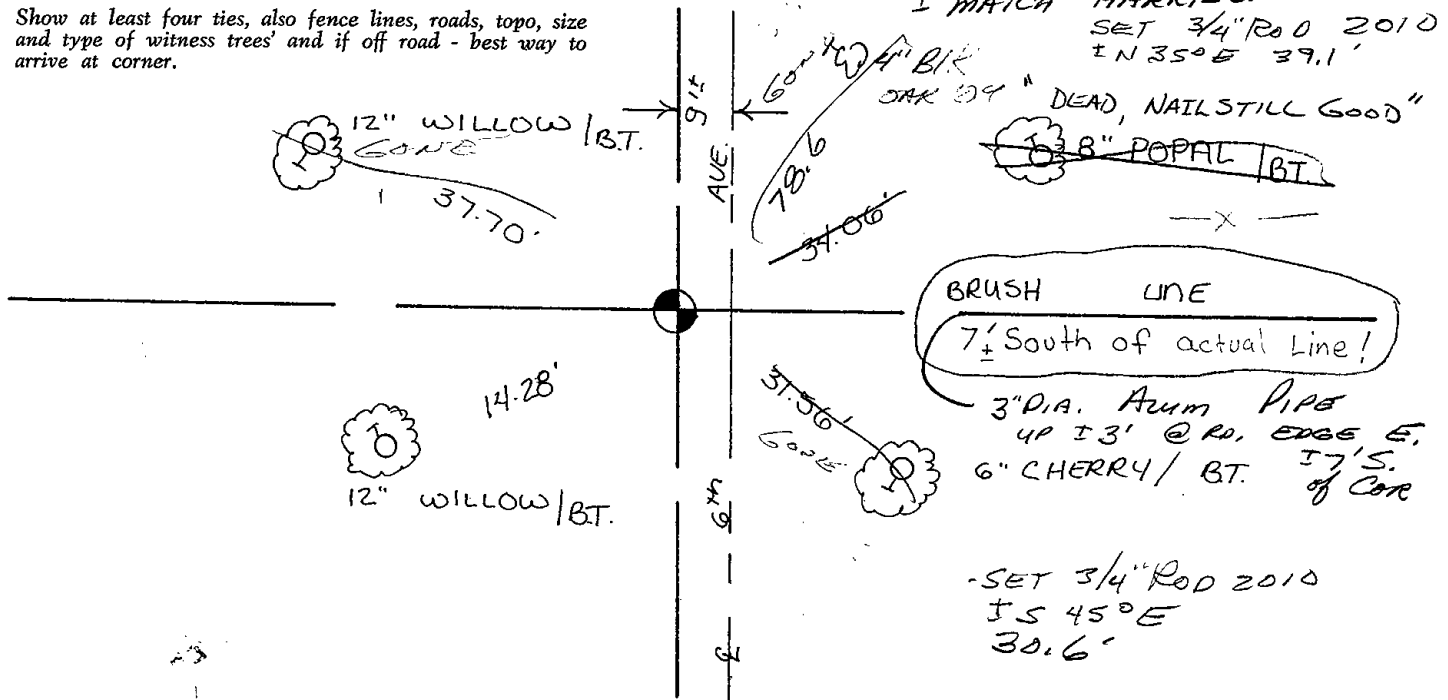 Show at least four ties, also fence lines, roads, topo, size
and type of witness trees' and if off road - best way to
arrive at corner.
I MATCH
SET 3/4" ROD 2010
± N 35° E 39.1'
4" BLK
OAK
" DEAD, NAIL STILL GOOD"
12" WILLOW / B.T.
GONE
37.70'
9'±
AVE.
78.6
34.06'
8" POPAL / B.T.
— X —
BRUSH LINE
7'± South of actual Line!
3" DIA. Alum PIPE
UP ± 3' @ RD. EDGE E.
± 7' S.
of Cor
14.28'
12" WILLOW / B.T.
31.56'
GONE
6" CHERRY / B.T.
6th
℄
-SET 3/4" ROD 2010
± S 45° E
30.6'